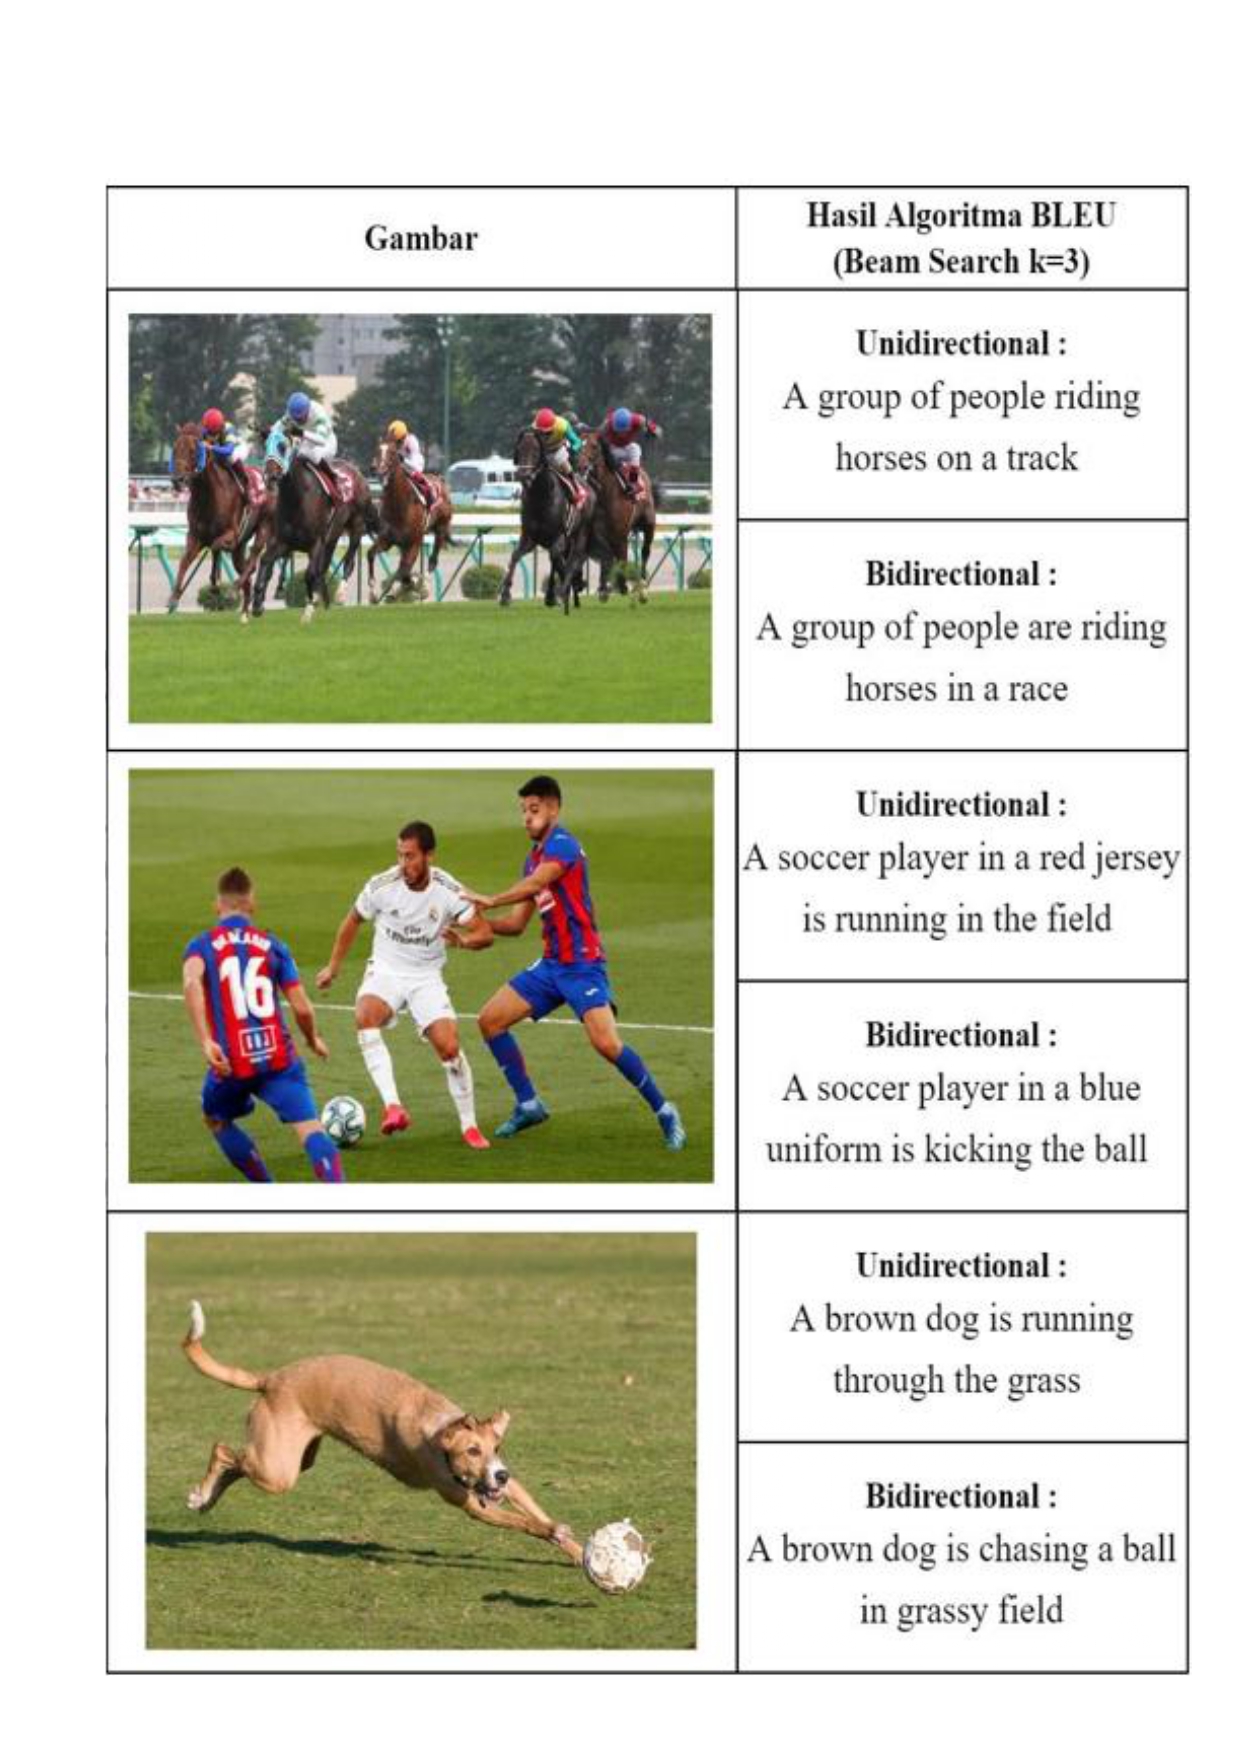 Gambar
Hasil Algoritma BLEU
(Beam Search k=3)
Unidirectional :
A group of people riding
horses on a track
Bidirectional :
A group of people are riding
horses in a race
16
Unidirectional :
A soccer player in a red jersey
is running in the field
Bidirectional :
A soccer player in a blue
uniform is kicking the ball
Unidirectional :
A brown dog is running
through the grass
Bidirectional :
A brown dog is chasing a ball
in grassy field